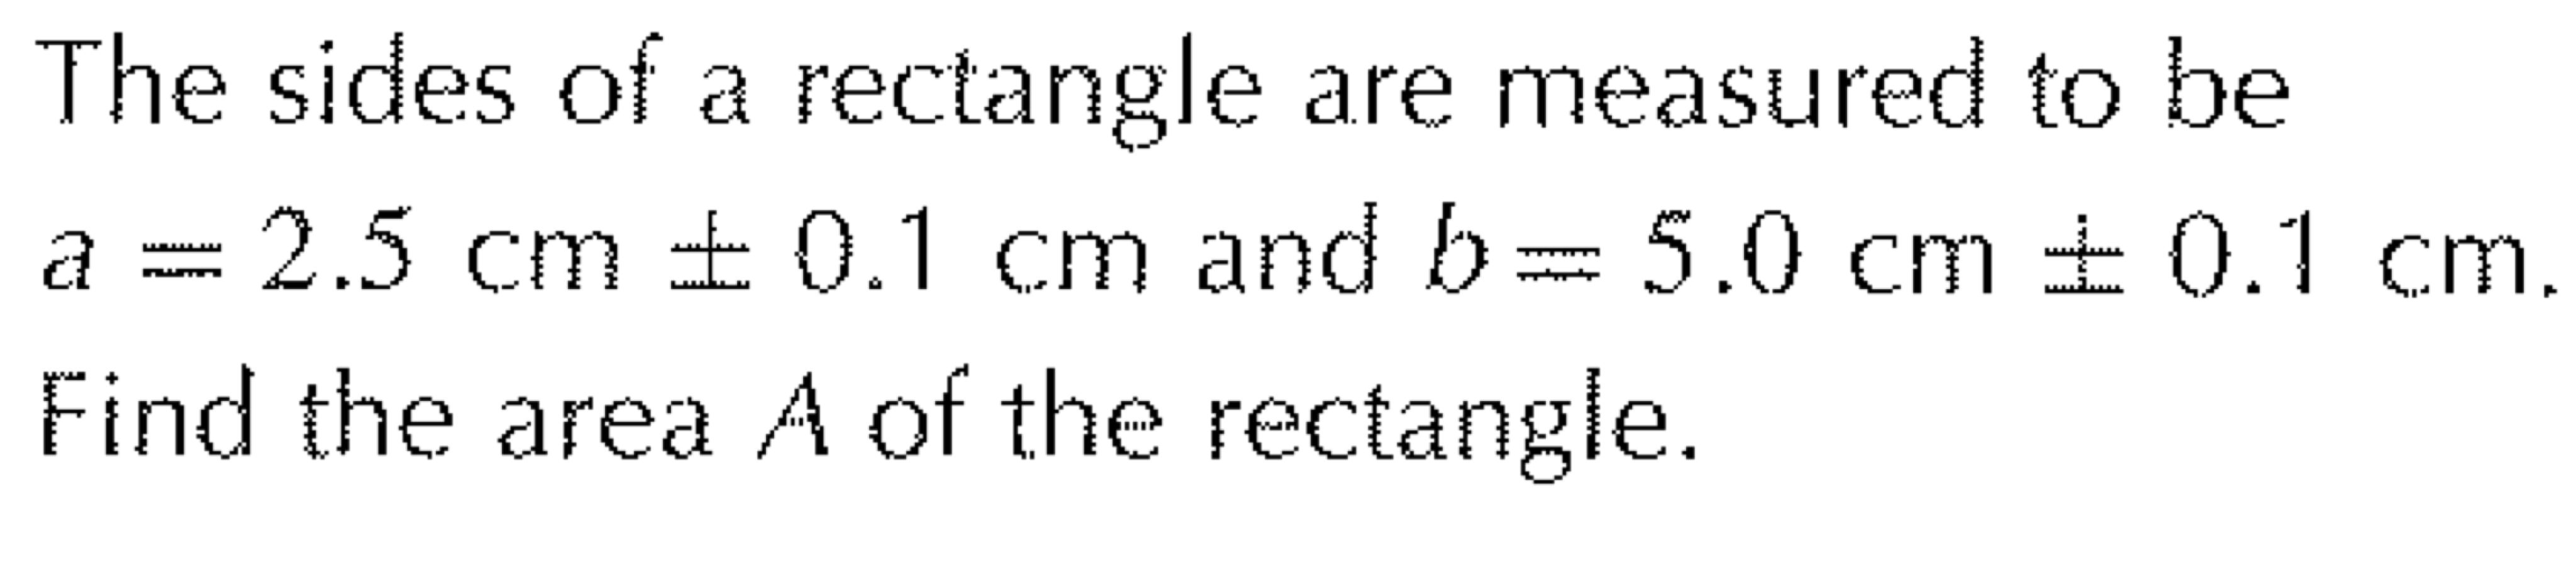 The sides of a rectangle are measured to be
a = 2.5 cm ± 0.1 cm and b = 5.0 cm ± 0.1 cm.
Find the area A of the rectangle.